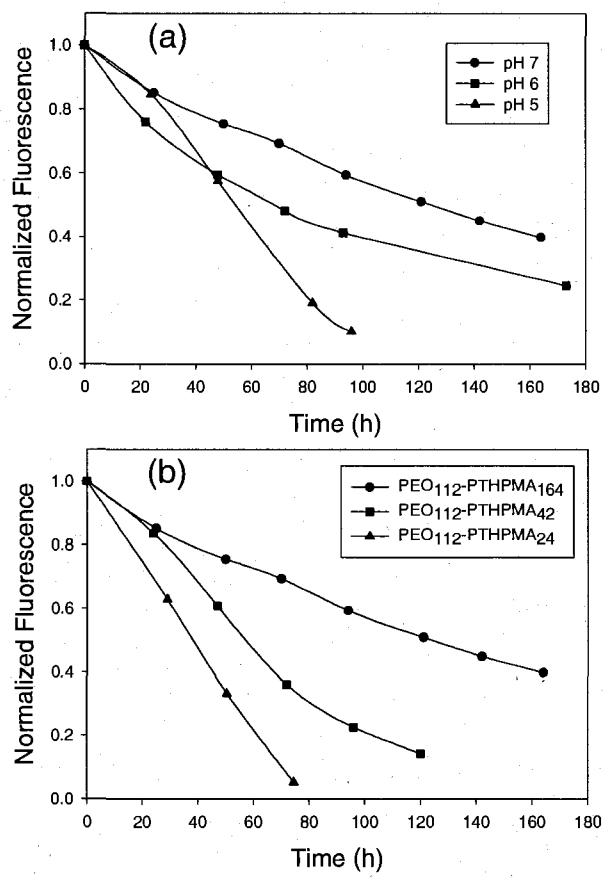 (a)
pH 7
pH 6
pH 5
Normalized Fluorescence
1.0
0.8
0.6
0.4
0.2
0.0
0 20 40 60 80 100 120 140 160 180
Time (h)
(b)
PEO112-PTHPMA164
PEO112-PTHPMA42
PEO112-PTHPMA24
Normalized Fluorescence
1.0
0.8
0.6
0.4
0.2
0.0
0 20 40 60 80 100 120 140 160 180
Time (h)